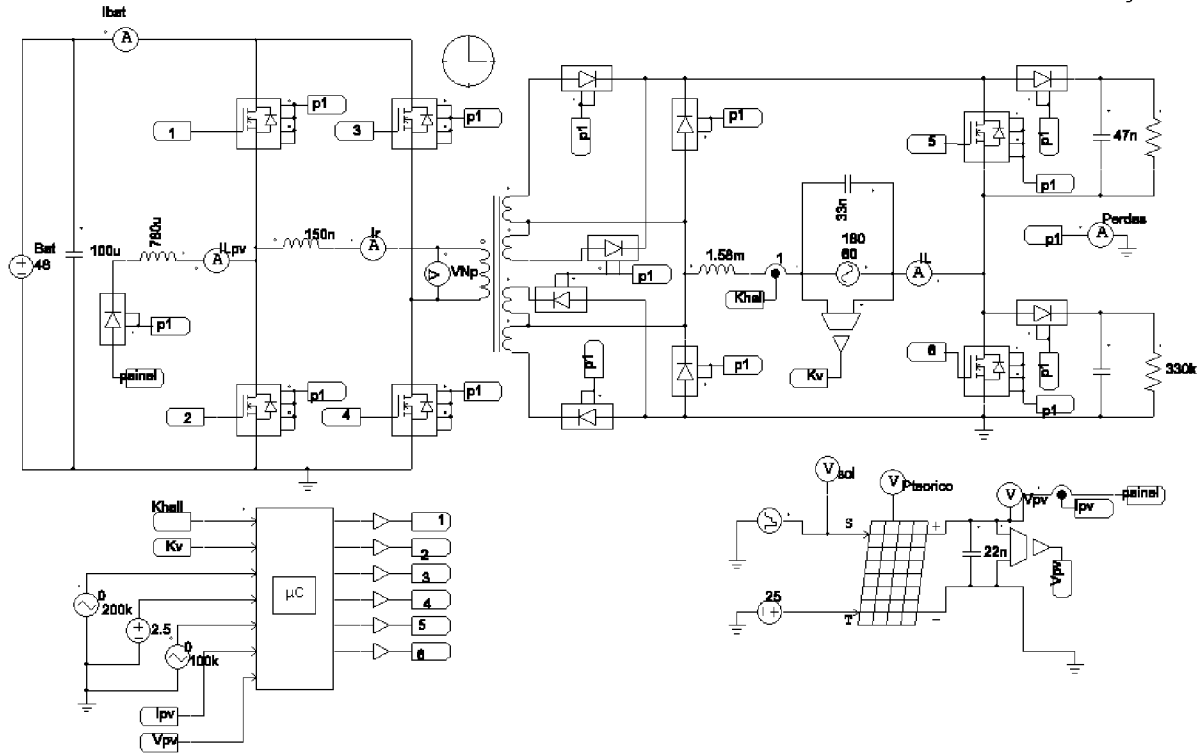 Ibat
A
1
p1
3
p1
p1
p1
5
p1
p1
47n
Bat
48
100u
760u
ILpv
A
150n
Ir
A
V
VNp
p1
33n
180
60
1.58m
1
Khall
IL
A
Kv
Perdas
p1
A
p1
painel
2
p1
4
p1
p1
p1
6
p1
p1
330k
Khall
Kv
0
200k
2.5
0
100k
Ipv
Vpv
µC
1
2
3
4
5
6
V
sol
V
Pteorico
V
Vpv
Ipv
painel
S
+
22n
Vpv
25
T
-